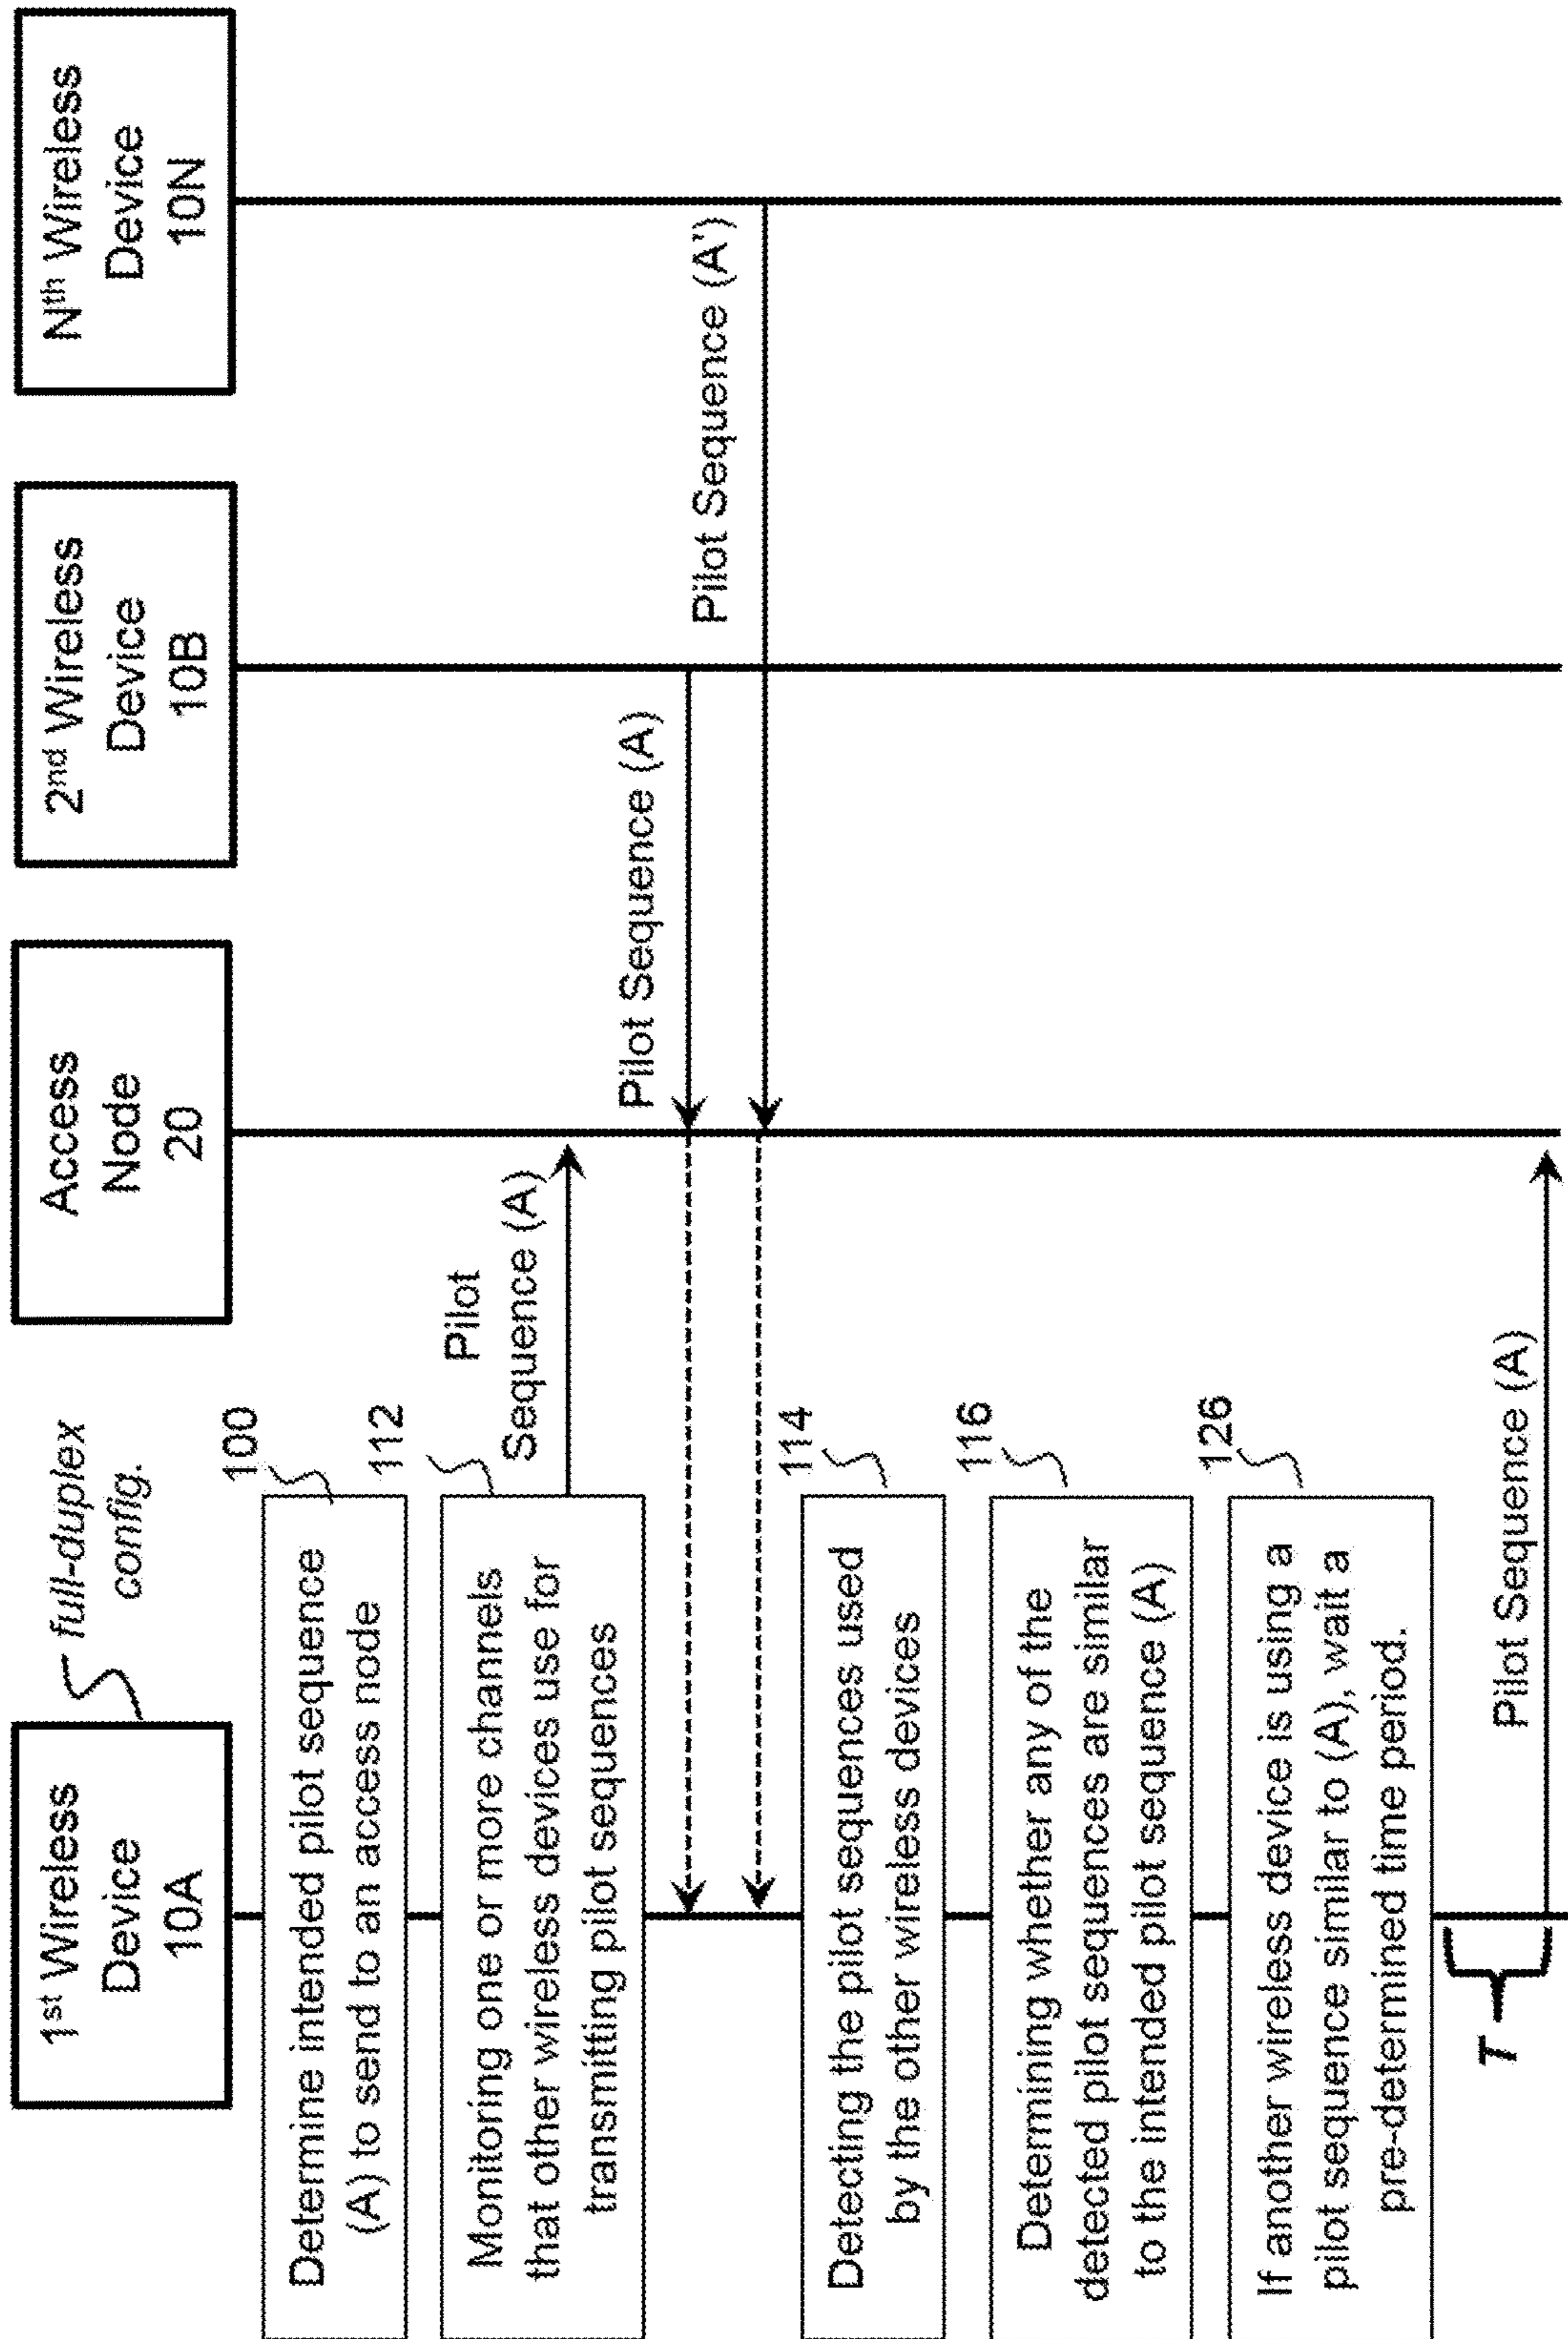 1st Wireless
Device
10A
full-duplex
config.
Access
Node
20
2nd Wireless
Device
10B
Nth Wireless
Device
10N
100
Determine intended pilot sequence
(A) to send to an access node
112
Monitoring one or more channels
that other wireless devices use for
transmitting pilot sequences
Pilot
Sequence (A)
Pilot Sequence (A)
Pilot Sequence (A')
114
Detecting the pilot sequences used
by the other wireless devices
116
Determining whether any of the
detected pilot sequences are similar
to the intended pilot sequence (A)
126
If another wireless device is using a
pilot sequence similar to (A), wait a
pre-determined time period.
T
Pilot Sequence (A)